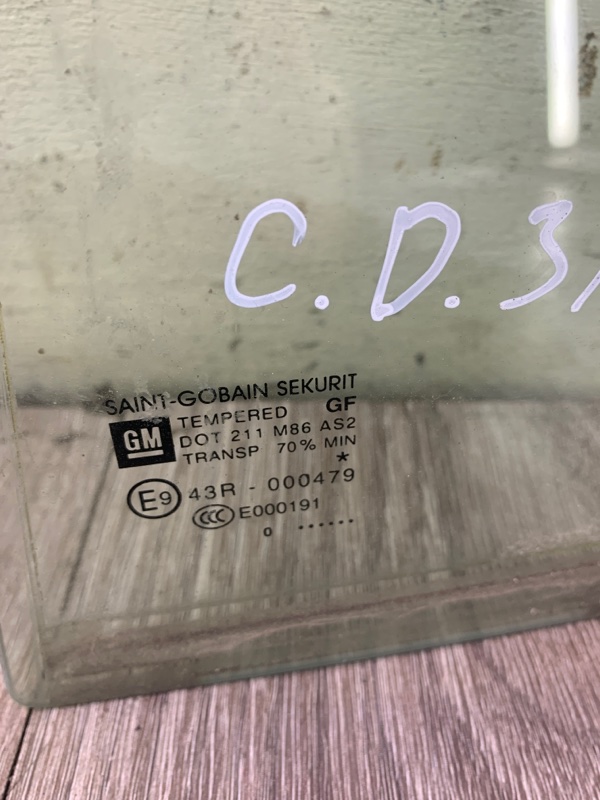 C. D. 3
SAINT-GOBAIN SEKURIT
GM TEMPERED GF
DOT 211 M86 AS2
TRANSP 70% MIN
*
E9 43R - 000479
CCC E000191
0 ......